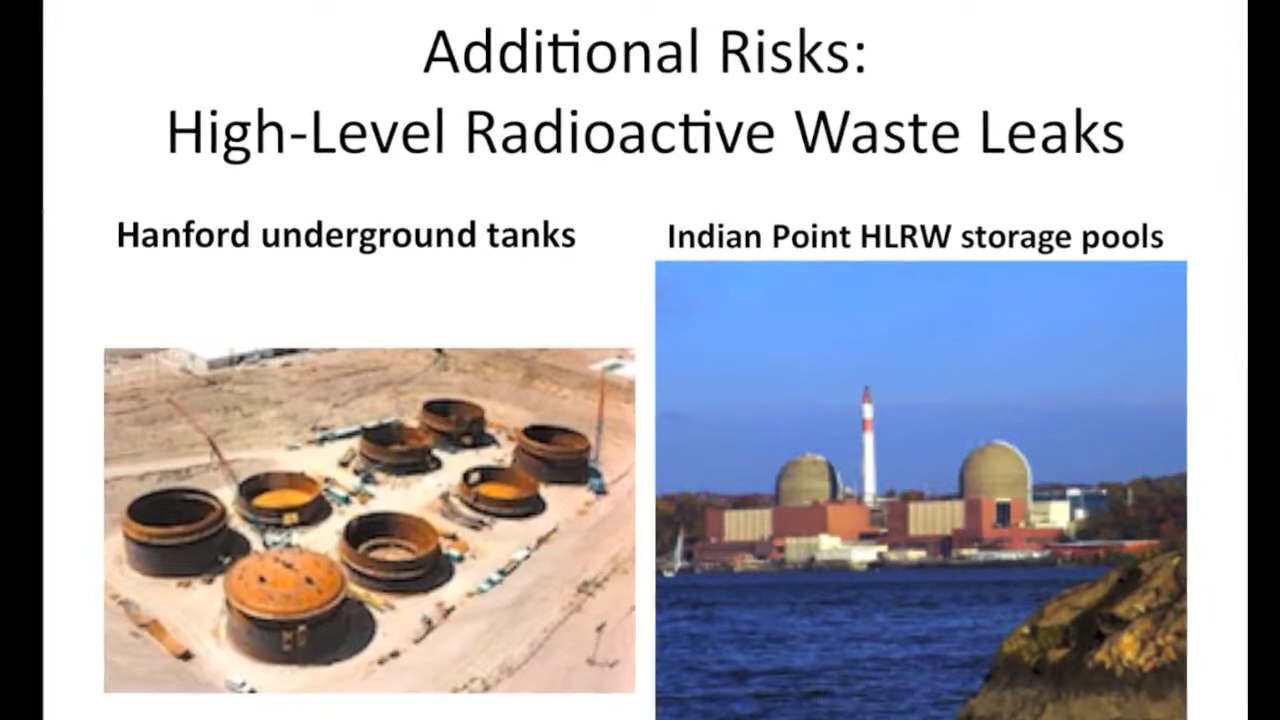 Additional Risks:
High-Level Radioactive Waste Leaks
Hanford underground tanks
Indian Point HLRW storage pools